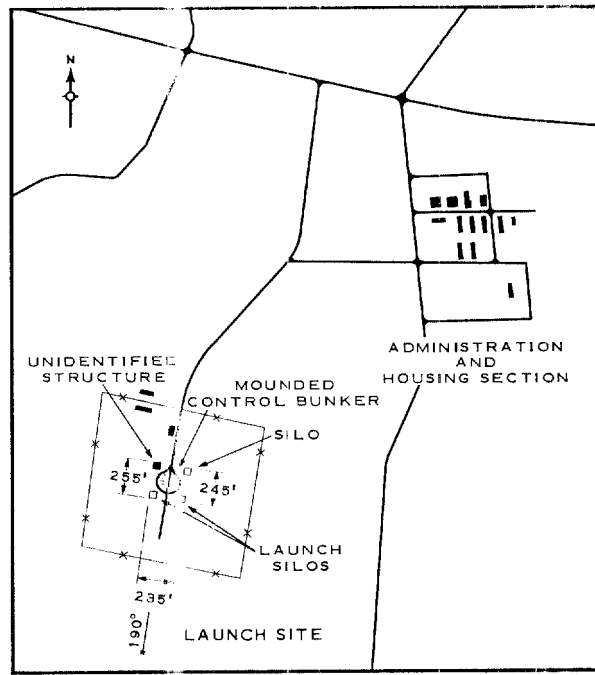 N
ADMINISTRATION
AND
HOUSING SECTION
UNIDENTIFIED
STRUCTURE
MOUNDED
CONTROL BUNKER
SILO
255'
245'
LAUNCH
SILOS
235'
190°
LAUNCH SITE